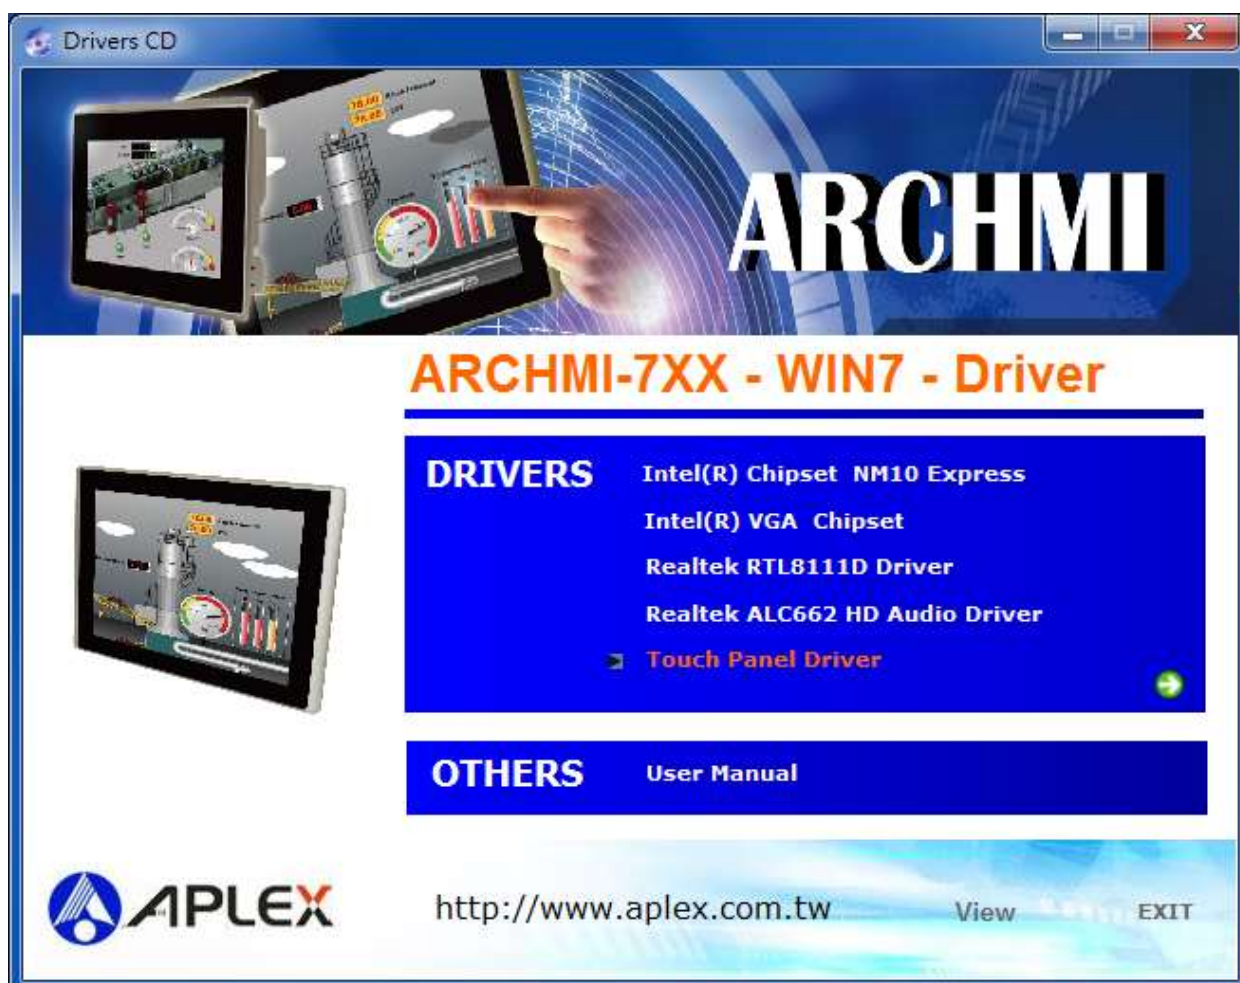 Drivers CD
ARCHMI
ARCHMI-7XX - WIN7 - Driver
DRIVERS
Intel(R) Chipset NM10 Express
Intel(R) VGA Chipset
Realtek RTL8111D Driver
Realtek ALC662 HD Audio Driver
Touch Panel Driver
OTHERS
User Manual
APLEX
http://www.aplex.com.tw
View
EXIT